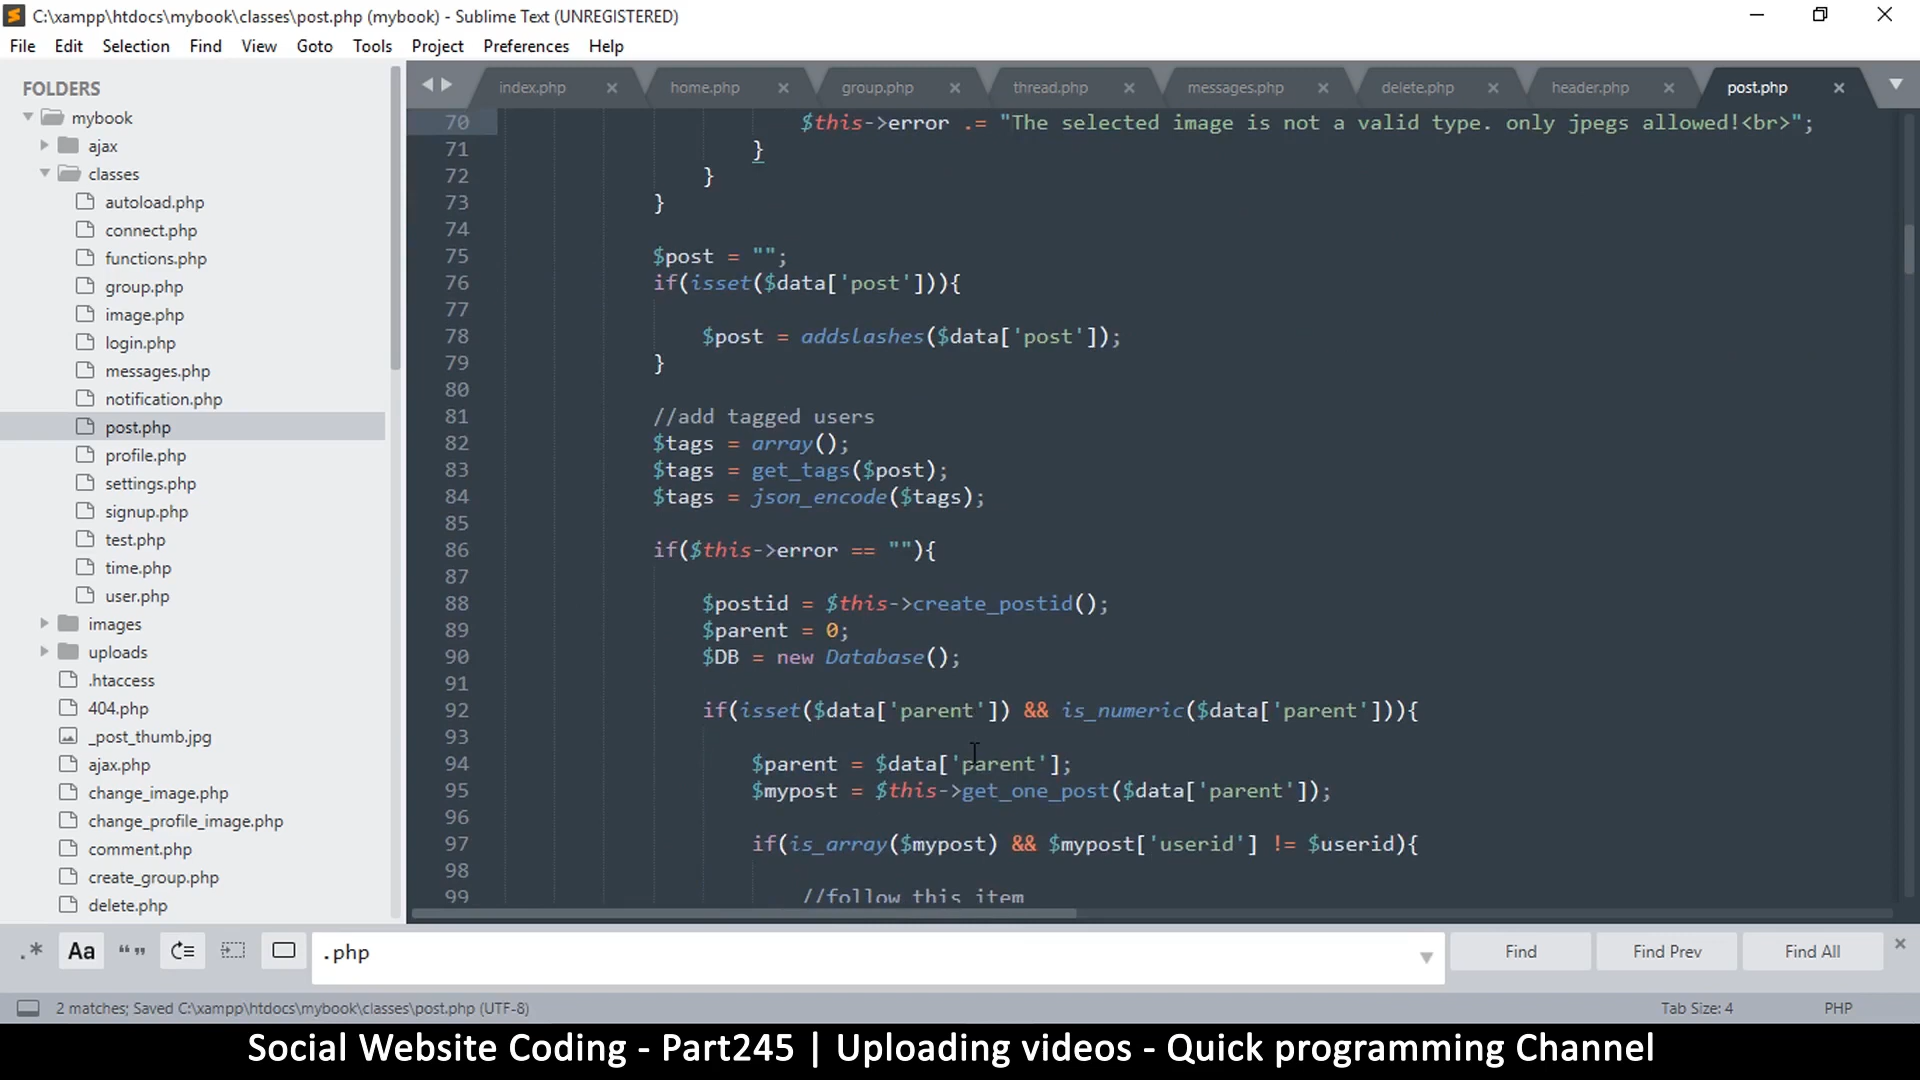 C:\xampp\htdocs\mybook\classes\post.php (mybook) - Sublime Text (UNREGISTERED)
File Edit Selection Find View Goto Tools Project Preferences Help
FOLDERS
mybook
ajax
classes
autoload.php
connect.php
functions.php
group.php
image.php
login.php
messages.php
notification.php
post.php
profile.php
settings.php
signup.php
test.php
time.php
user.php
images
uploads
.htaccess
404.php
_post_thumb.jpg
ajax.php
change_image.php
change_profile_image.php
comment.php
create_group.php
delete.php
index.php home.php group.php thread.php messages.php delete.php header.php post.php
70 $this->error .= "The selected image is not a valid type. only jpegs allowed!<br>";
71 }
72 }
73 }
74
75 $post = "";
76 if(isset($data['post'])){
77
78 $post = addslashes($data['post']);
79 }
80
81 //add tagged users
82 $tags = array();
83 $tags = get_tags($post);
84 $tags = json_encode($tags);
85
86 if($this->error == ""){
87
88 $postid = $this->create_postid();
89 $parent = 0;
90 $DB = new Database();
91
92 if(isset($data['parent']) && is_numeric($data['parent'])){
93
94 $parent = $data['parent'];
95 $mypost = $this->get_one_post($data['parent']);
96
97 if(is_array($mypost) && $mypost['userid'] != $userid){
98
99 //follow this item
.* Aa “” .php Find Find Prev Find All
2 matches; Saved C:\xampp\htdocs\mybook\classes\post.php (UTF-8) Tab Size: 4 PHP
Social Website Coding - Part245 | Uploading videos - Quick programming Channel